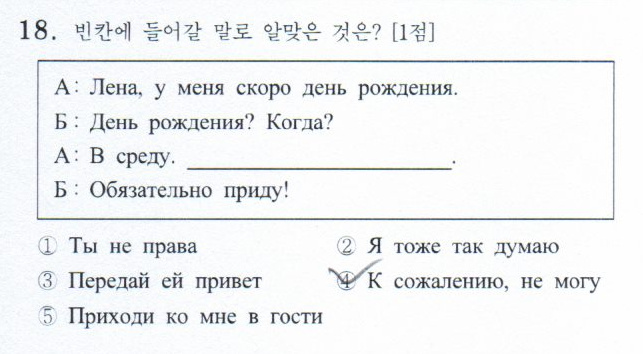 18. 빈칸에 들어갈 말로 알맞은 것은? [1점]
А: Лена, у меня скоро день рождения.
Б: День рождения? Когда?
А: В среду. ____________________.
Б: Обязательно приду!
① Ты не права ② Я тоже так думаю
③ Передай ей привет ④ К сожалению, не могу
⑤ Приходи ко мне в гости